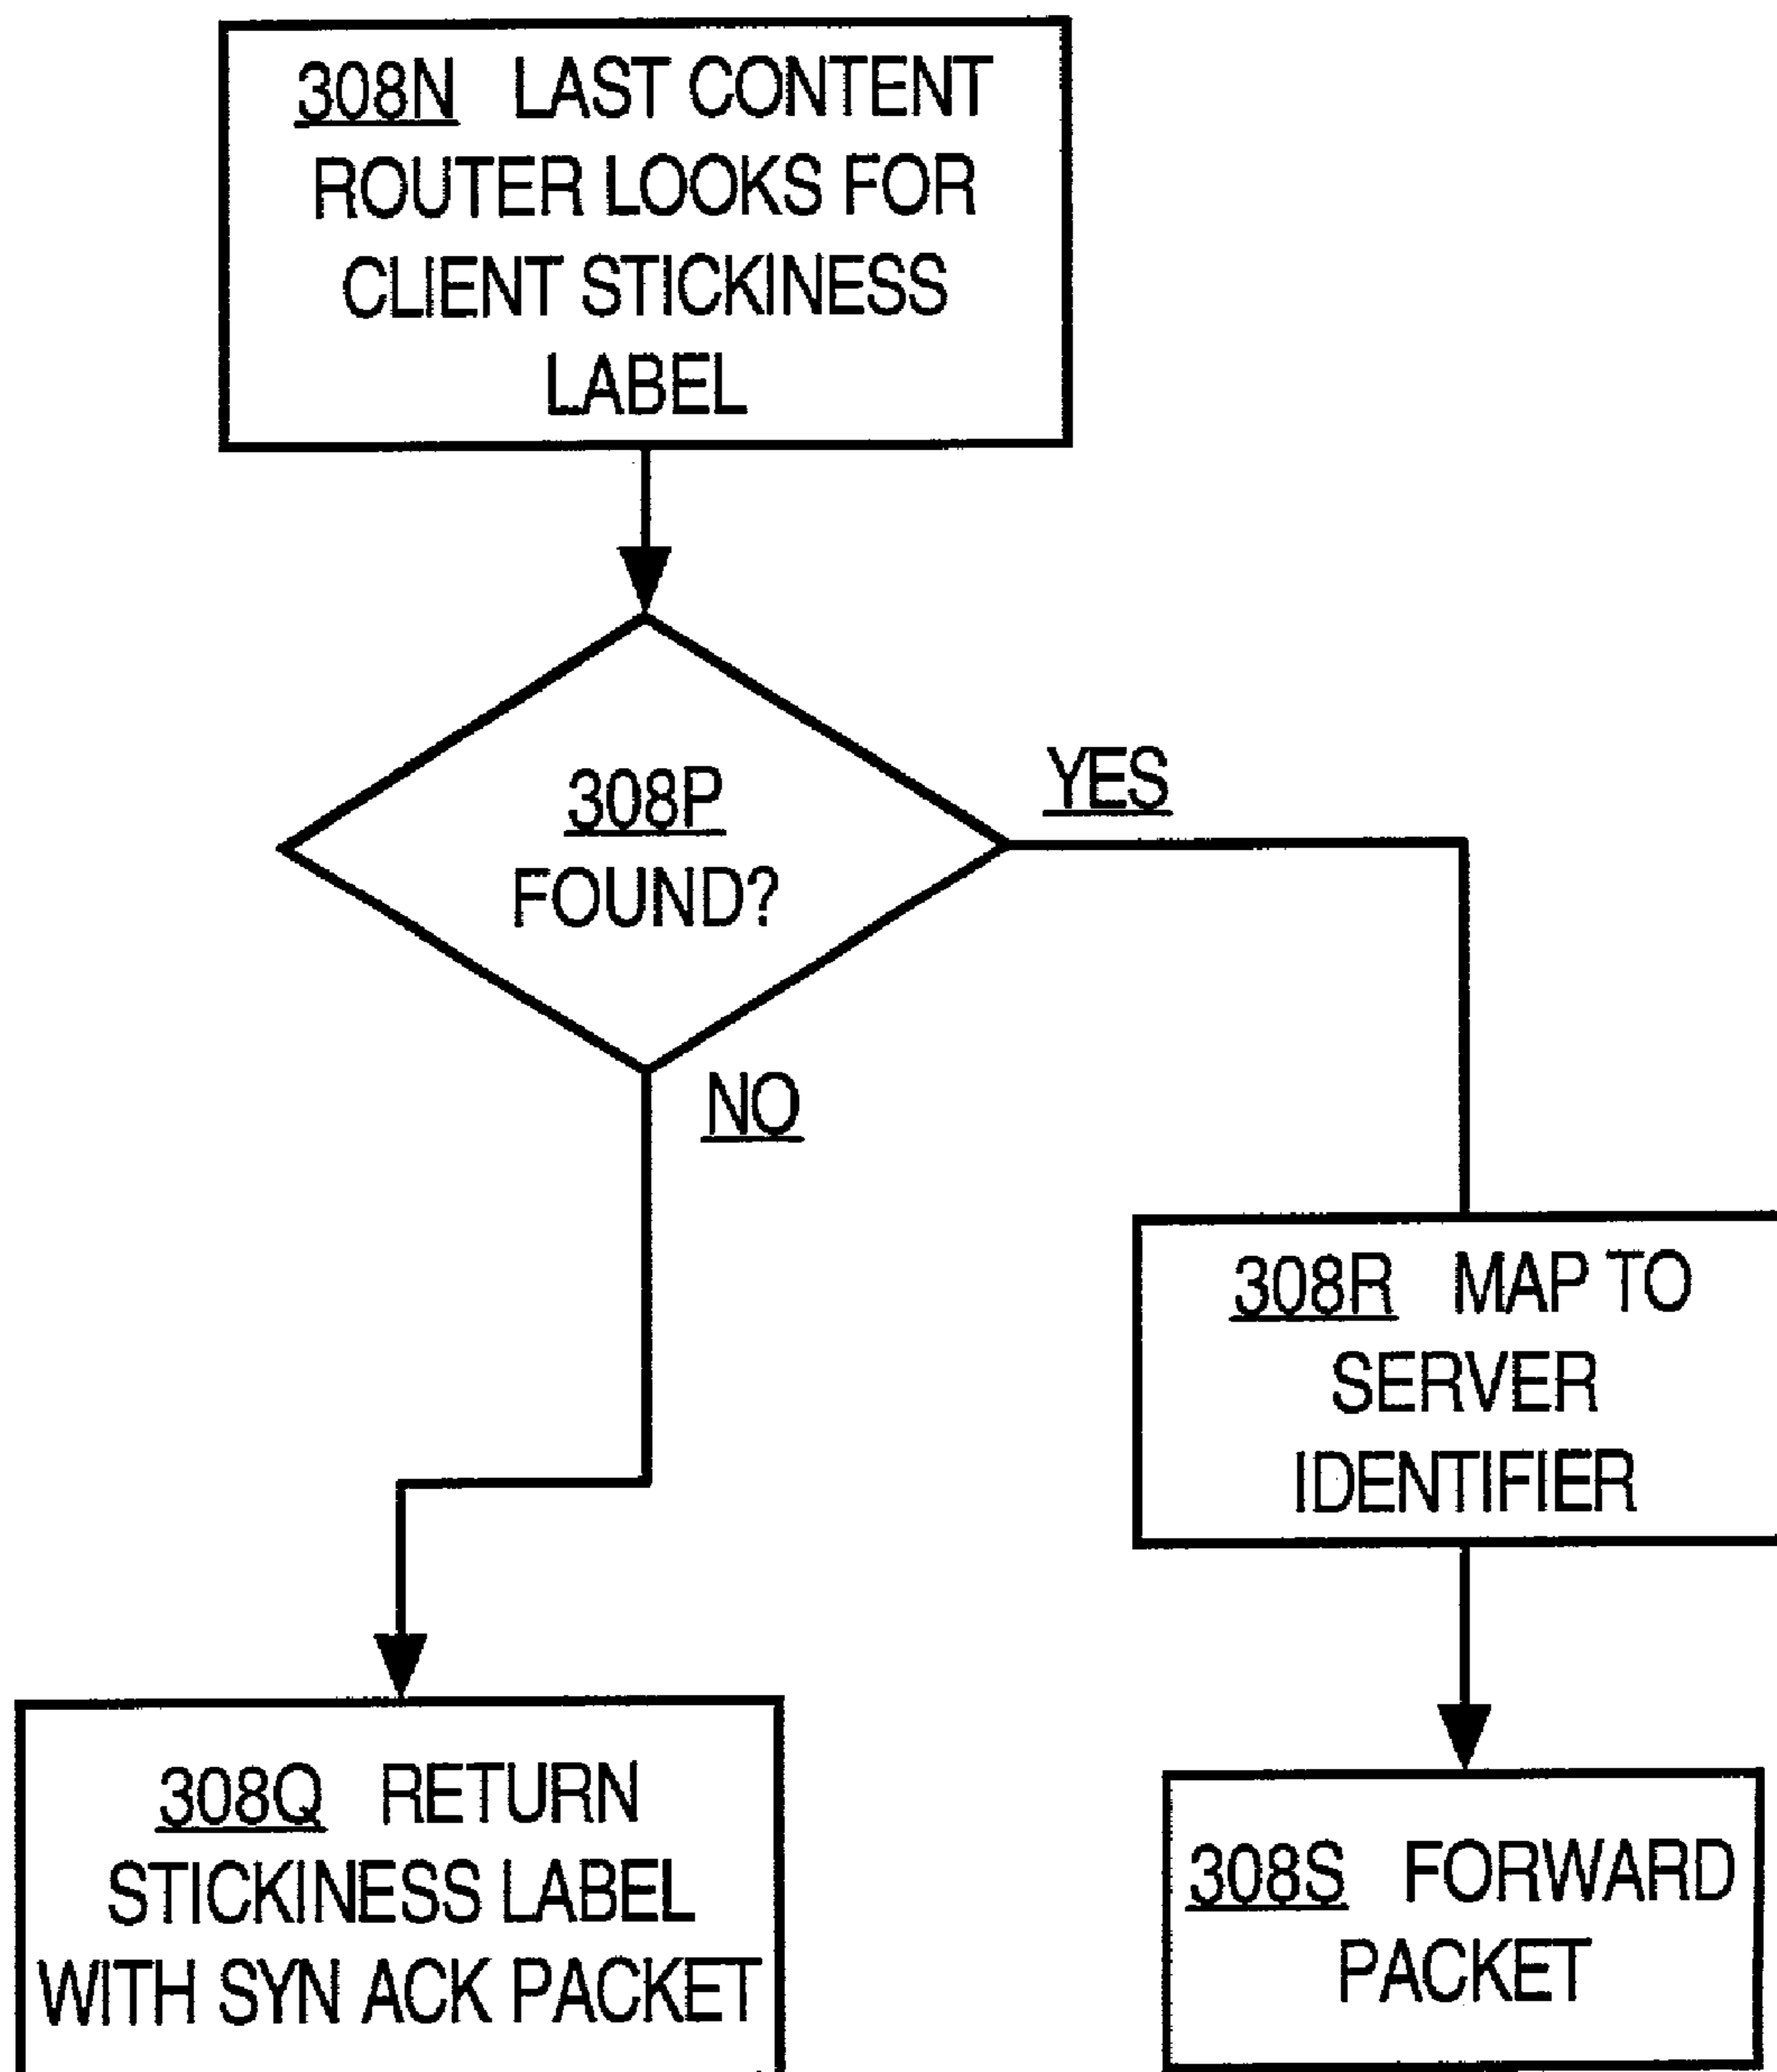 308N LAST CONTENT
ROUTER LOOKS FOR
CLIENT STICKINESS
LABEL
308P
FOUND?
YES
NO
308R MAP TO
SERVER
IDENTIFIER
308Q RETURN
STICKINESS LABEL
WITH SYN ACK PACKET
308S FORWARD
PACKET